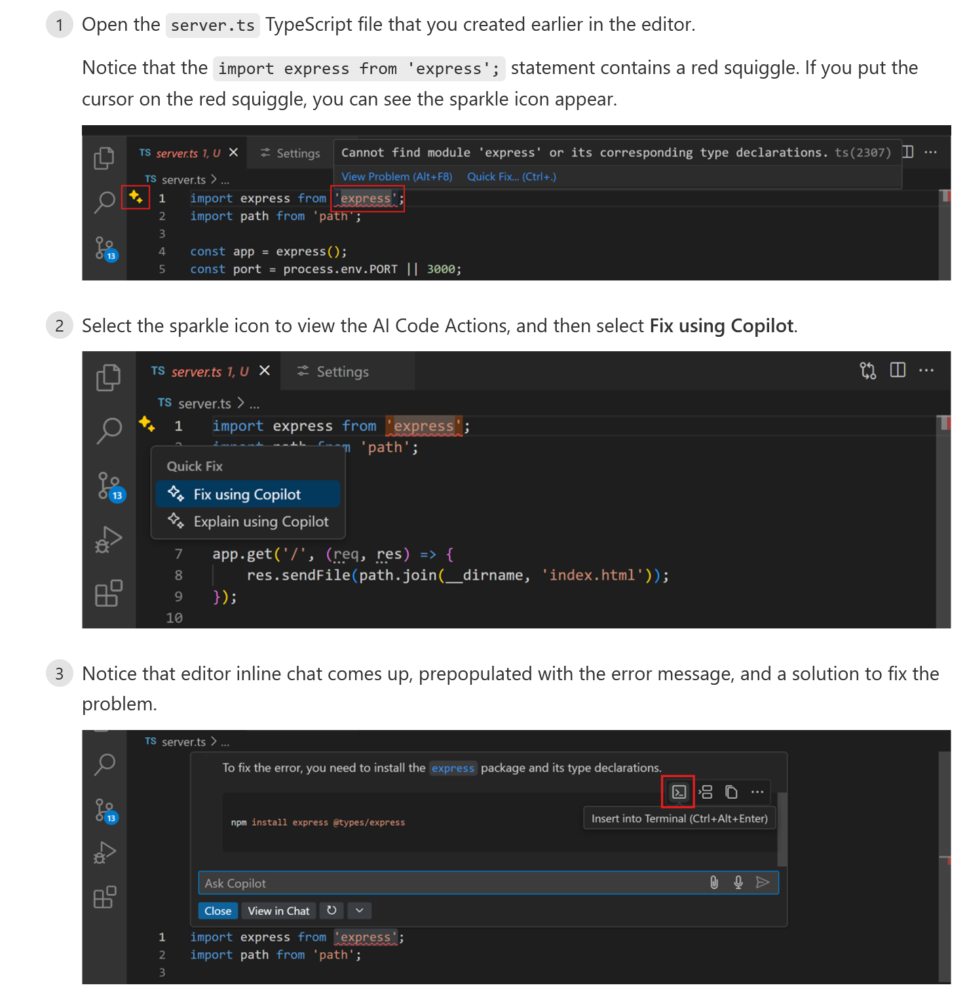 1 Open the server.ts TypeScript file that you created earlier in the editor.
Notice that the import express from 'express'; statement contains a red squiggle. If you put the
cursor on the red squiggle, you can see the sparkle icon appear.
TS server.ts 1, U Settings
Cannot find module 'express' or its corresponding type declarations. ts(2307)
View Problem (Alt+F8) Quick Fix... (Ctrl+.)
TS server.ts > ...
1 import express from 'express';
2 import path from 'path';
3
4 const app = express();
13
5 const port = process.env.PORT || 3000;
2 Select the sparkle icon to view the AI Code Actions, and then select Fix using Copilot.
TS server.ts 1, U Settings
TS server.ts > ...
1 import express from 'express';
2 import path from 'path';
Quick Fix
Fix using Copilot
13
Explain using Copilot
7 app.get('/', (req, res) => {
8 res.sendFile(path.join(__dirname, 'index.html'));
9 });
10
3 Notice that editor inline chat comes up, prepopulated with the error message, and a solution to fix the
problem.
TS server.ts > ...
To fix the error, you need to install the express package and its type declarations.
13
Insert into Terminal (Ctrl+Alt+Enter)
npm install express @types/express
Ask Copilot
Close View in Chat
1 import express from 'express';
2 import path from 'path';
3